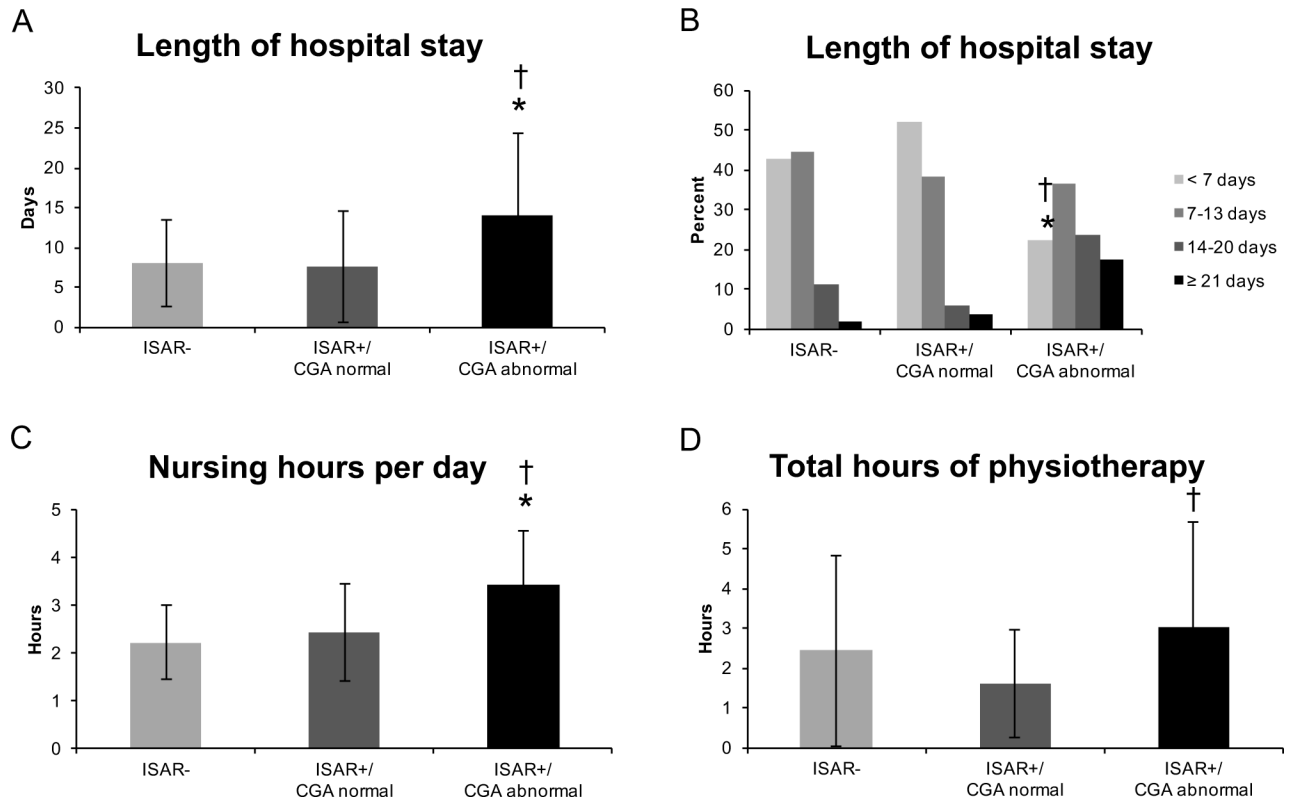 A
Length of hospital stay
†
*
30
25
20
15
10
5
0
Days
ISAR-
ISAR+/
CGA normal
ISAR+/
CGA abnormal
B
Length of hospital stay
60
50
40
30
20
10
0
Percent
†
*
ISAR-
ISAR+/
CGA normal
ISAR+/
CGA abnormal
< 7 days
7-13 days
14-20 days
≥ 21 days
C
Nursing hours per day
†
*
5
4
3
2
1
0
Hours
ISAR-
ISAR+/
CGA normal
ISAR+/
CGA abnormal
D
Total hours of physiotherapy
†
6
5
4
3
2
1
0
Hours
ISAR-
ISAR+/
CGA normal
ISAR+/
CGA abnormal